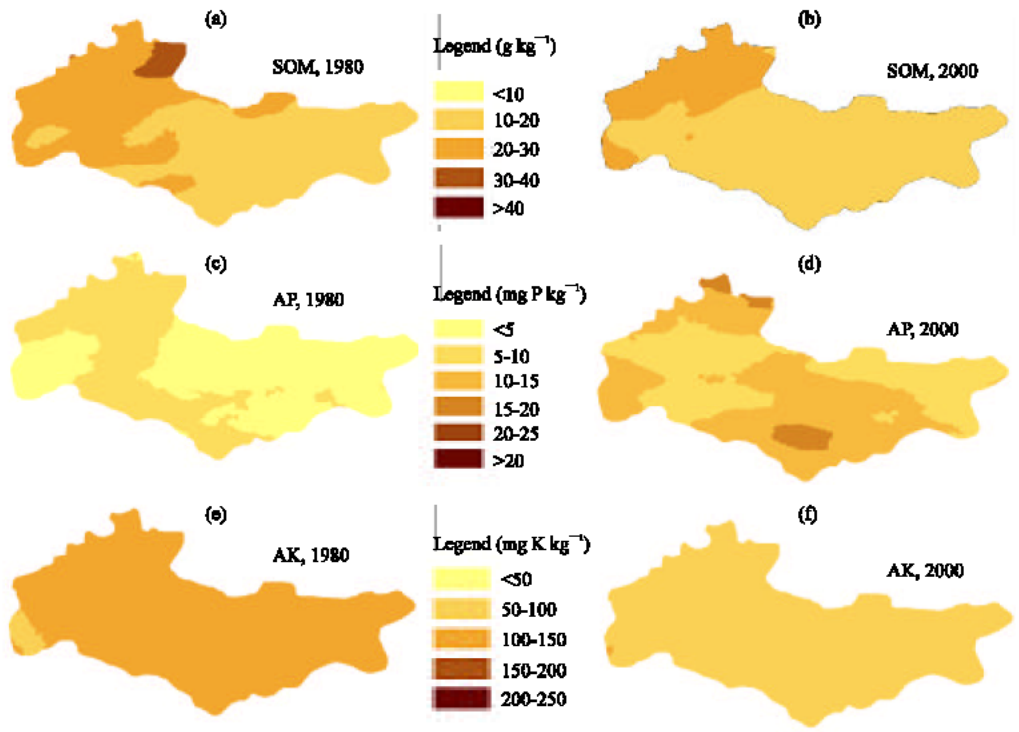 (a)
SOM, 1980
Legend (g kg⁻¹)
<10
10-20
20-30
30-40
>40
(b)
SOM, 2000
(c)
AP, 1980
Legend (mg P kg⁻¹)
<5
5-10
10-15
15-20
20-25
>20
(d)
AP, 2000
(e)
AK, 1980
Legend (mg K kg⁻¹)
<50
50-100
100-150
150-200
200-250
(f)
AK, 2000